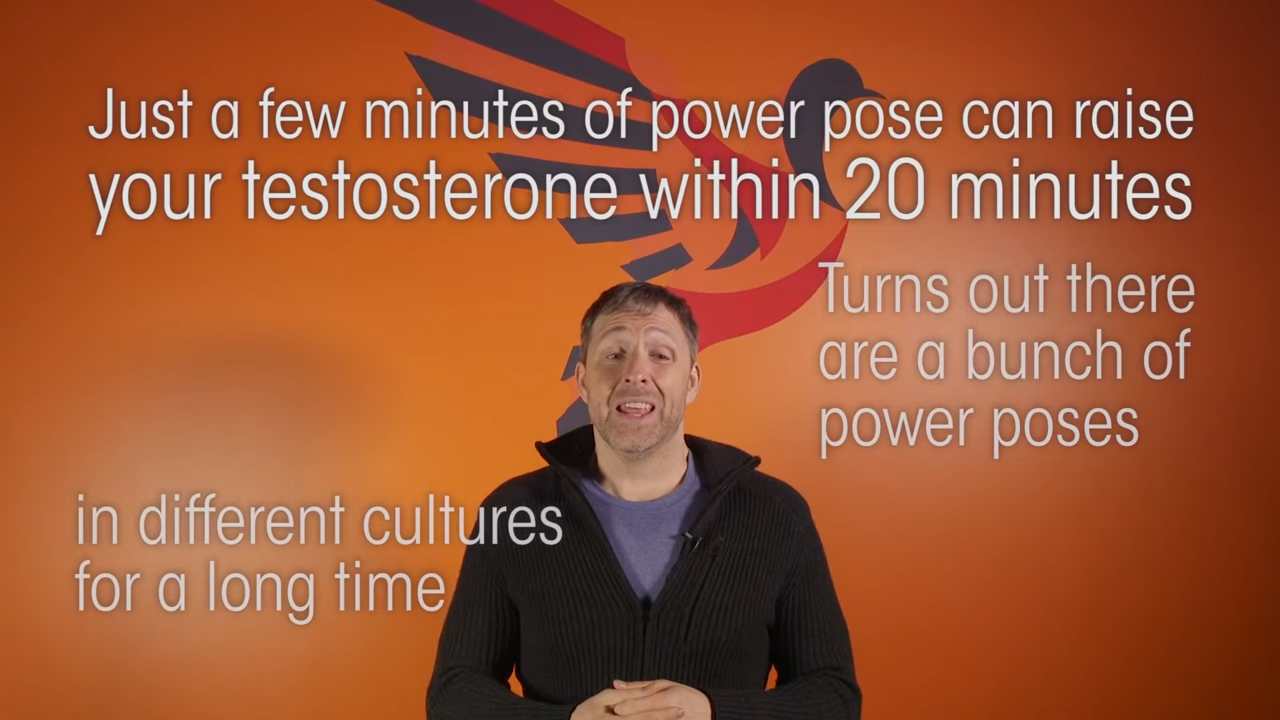 Just a few minutes of power pose can raise
your testosterone within 20 minutes
Turns out there
are a bunch of
power poses
in different cultures
for a long time